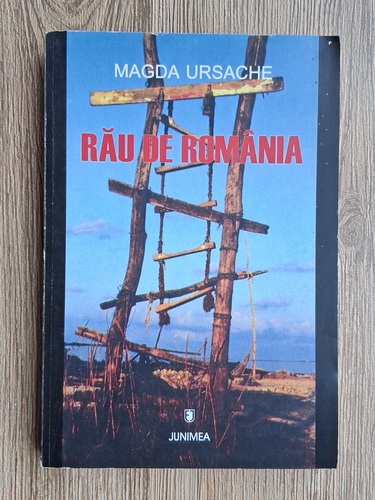 MAGDA URSACHE
RĂU DE ROMÂNIA
JUNIMEA